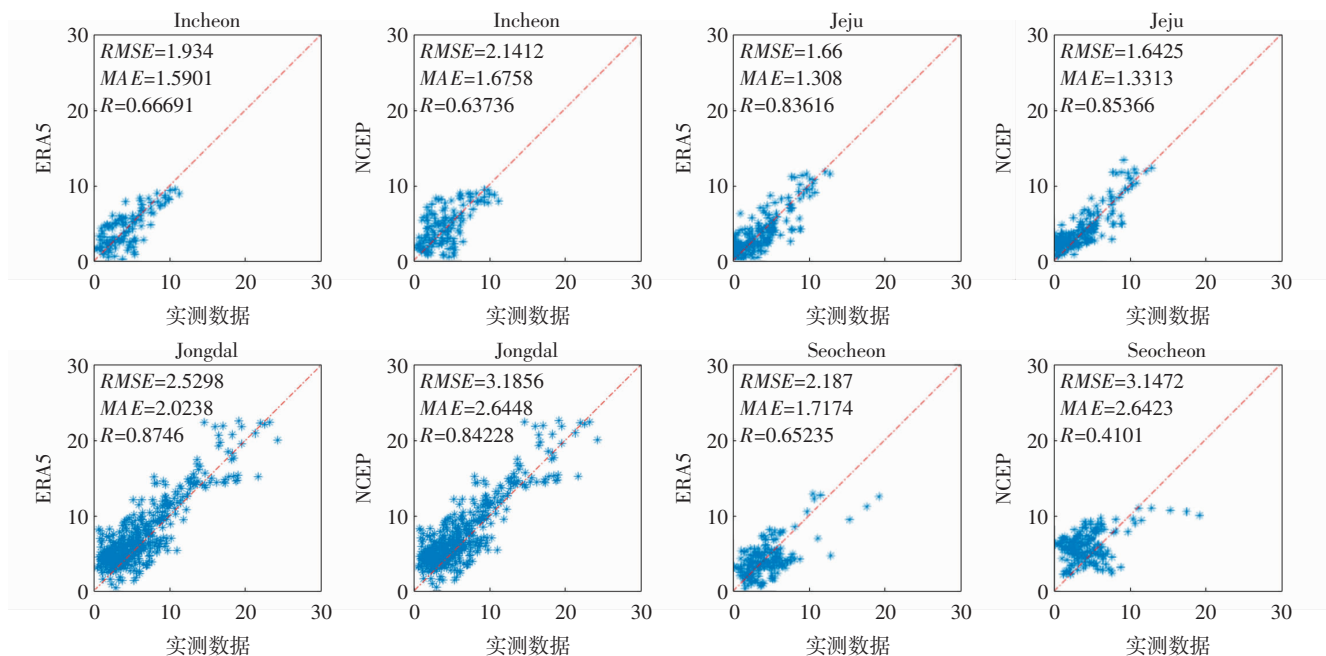 Incheon
30
RMSE=1.934
MAE=1.5901
R=0.66691
20
ERA5
10
0
0 10 20 30
实测数据
Incheon
30
RMSE=2.1412
MAE=1.6758
R=0.63736
20
NCEP
10
0
0 10 20 30
实测数据
Jeju
30
RMSE=1.66
MAE=1.308
R=0.83616
20
ERA5
10
0
0 10 20 30
实测数据
Jeju
30
RMSE=1.6425
MAE=1.3313
R=0.85366
20
NCEP
10
0
0 10 20 30
实测数据
Jongdal
30
RMSE=2.5298
MAE=2.0238
R=0.8746
20
ERA5
10
0
0 10 20 30
实测数据
Jongdal
30
RMSE=3.1856
MAE=2.6448
R=0.84228
20
NCEP
10
0
0 10 20 30
实测数据
Seocheon
30
RMSE=2.187
MAE=1.7174
R=0.65235
20
ERA5
10
0
0 10 20 30
实测数据
Seocheon
30
RMSE=3.1472
MAE=2.6423
R=0.4101
20
NCEP
10
0
0 10 20 30
实测数据